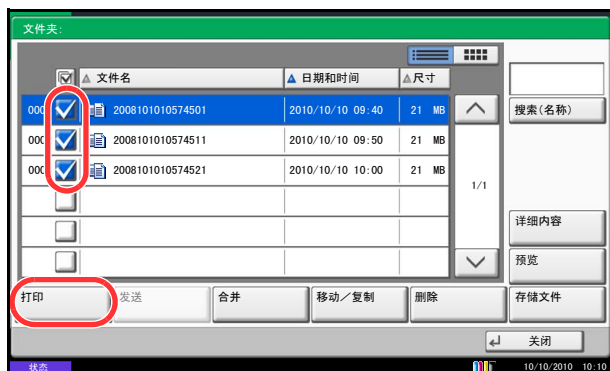 文件夹:
文件名 日期和时间 尺寸
000 2008101010574501 2010/10/10 09:40 21 MB 搜索(名称)
000 2008101010574511 2010/10/10 09:50 21 MB
000 2008101010574521 2010/10/10 10:00 21 MB
1/1
详细内容
预览
打印 发送 合并 移动/复制 删除 存储文件
关闭
状态 10/10/2010 10:10